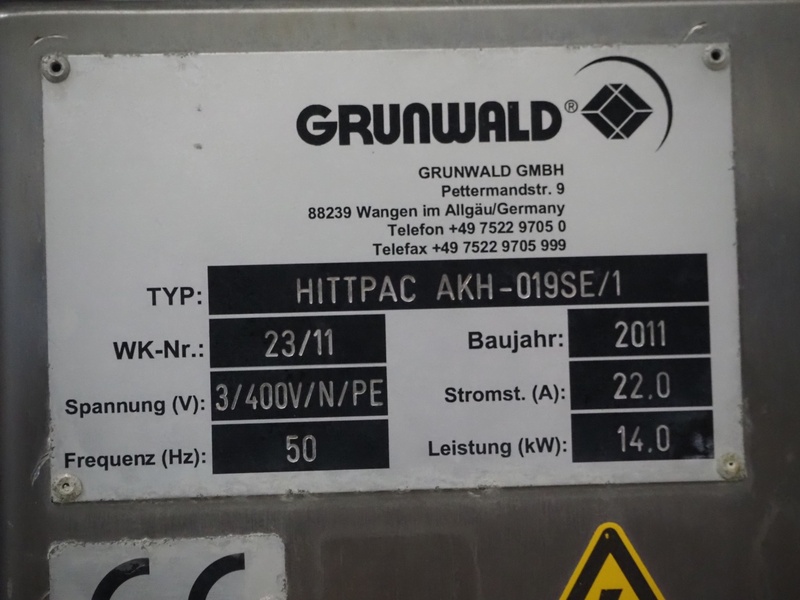 GRUNWALD®
GRUNWALD GMBH
Pettermandstr. 9
88239 Wangen im Allgäu/Germany
Telefon +49 7522 9705 0
Telefax +49 7522 9705 999
TYP: HITTPAC AKH-019SE/1
WK-Nr.: 23/11 Baujahr: 2011
Spannung (V): 3/400V/N/PE Stromst. (A): 22.0
Frequenz (Hz): 50 Leistung (kW): 14.0
CE